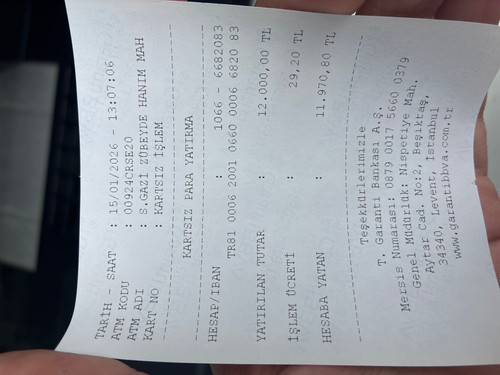 TARİH - SAAT : 15/01/2026 - 13:07:06
ATM KODU : 00924CRSE20
ATM ADI : S.GAZİ ZÜBEYDE HANIM MAH
KART NO : KARTSIZ İŞLEM
KARTSIZ PARA YATIRMA
HESAP/IBAN : 1066 - 6682083
TR81 0006 2001 0660 0006 6820 83
YATIRILAN TUTAR : 12.000,00 TL
İŞLEM ÜCRETİ : 29,20 TL
HESABA YATAN : 11.970,80 TL
Teşekkürlerimizle
T. Garanti Bankası A.Ş.
Mersis Numarası: 0879 0017 5660 0379
Genel Müdürlük: Nispetiye Mah.
Aytar Cad. No:2, Beşiktaş,
34340, Levent, İstanbul
www.garantibbva.com.tr